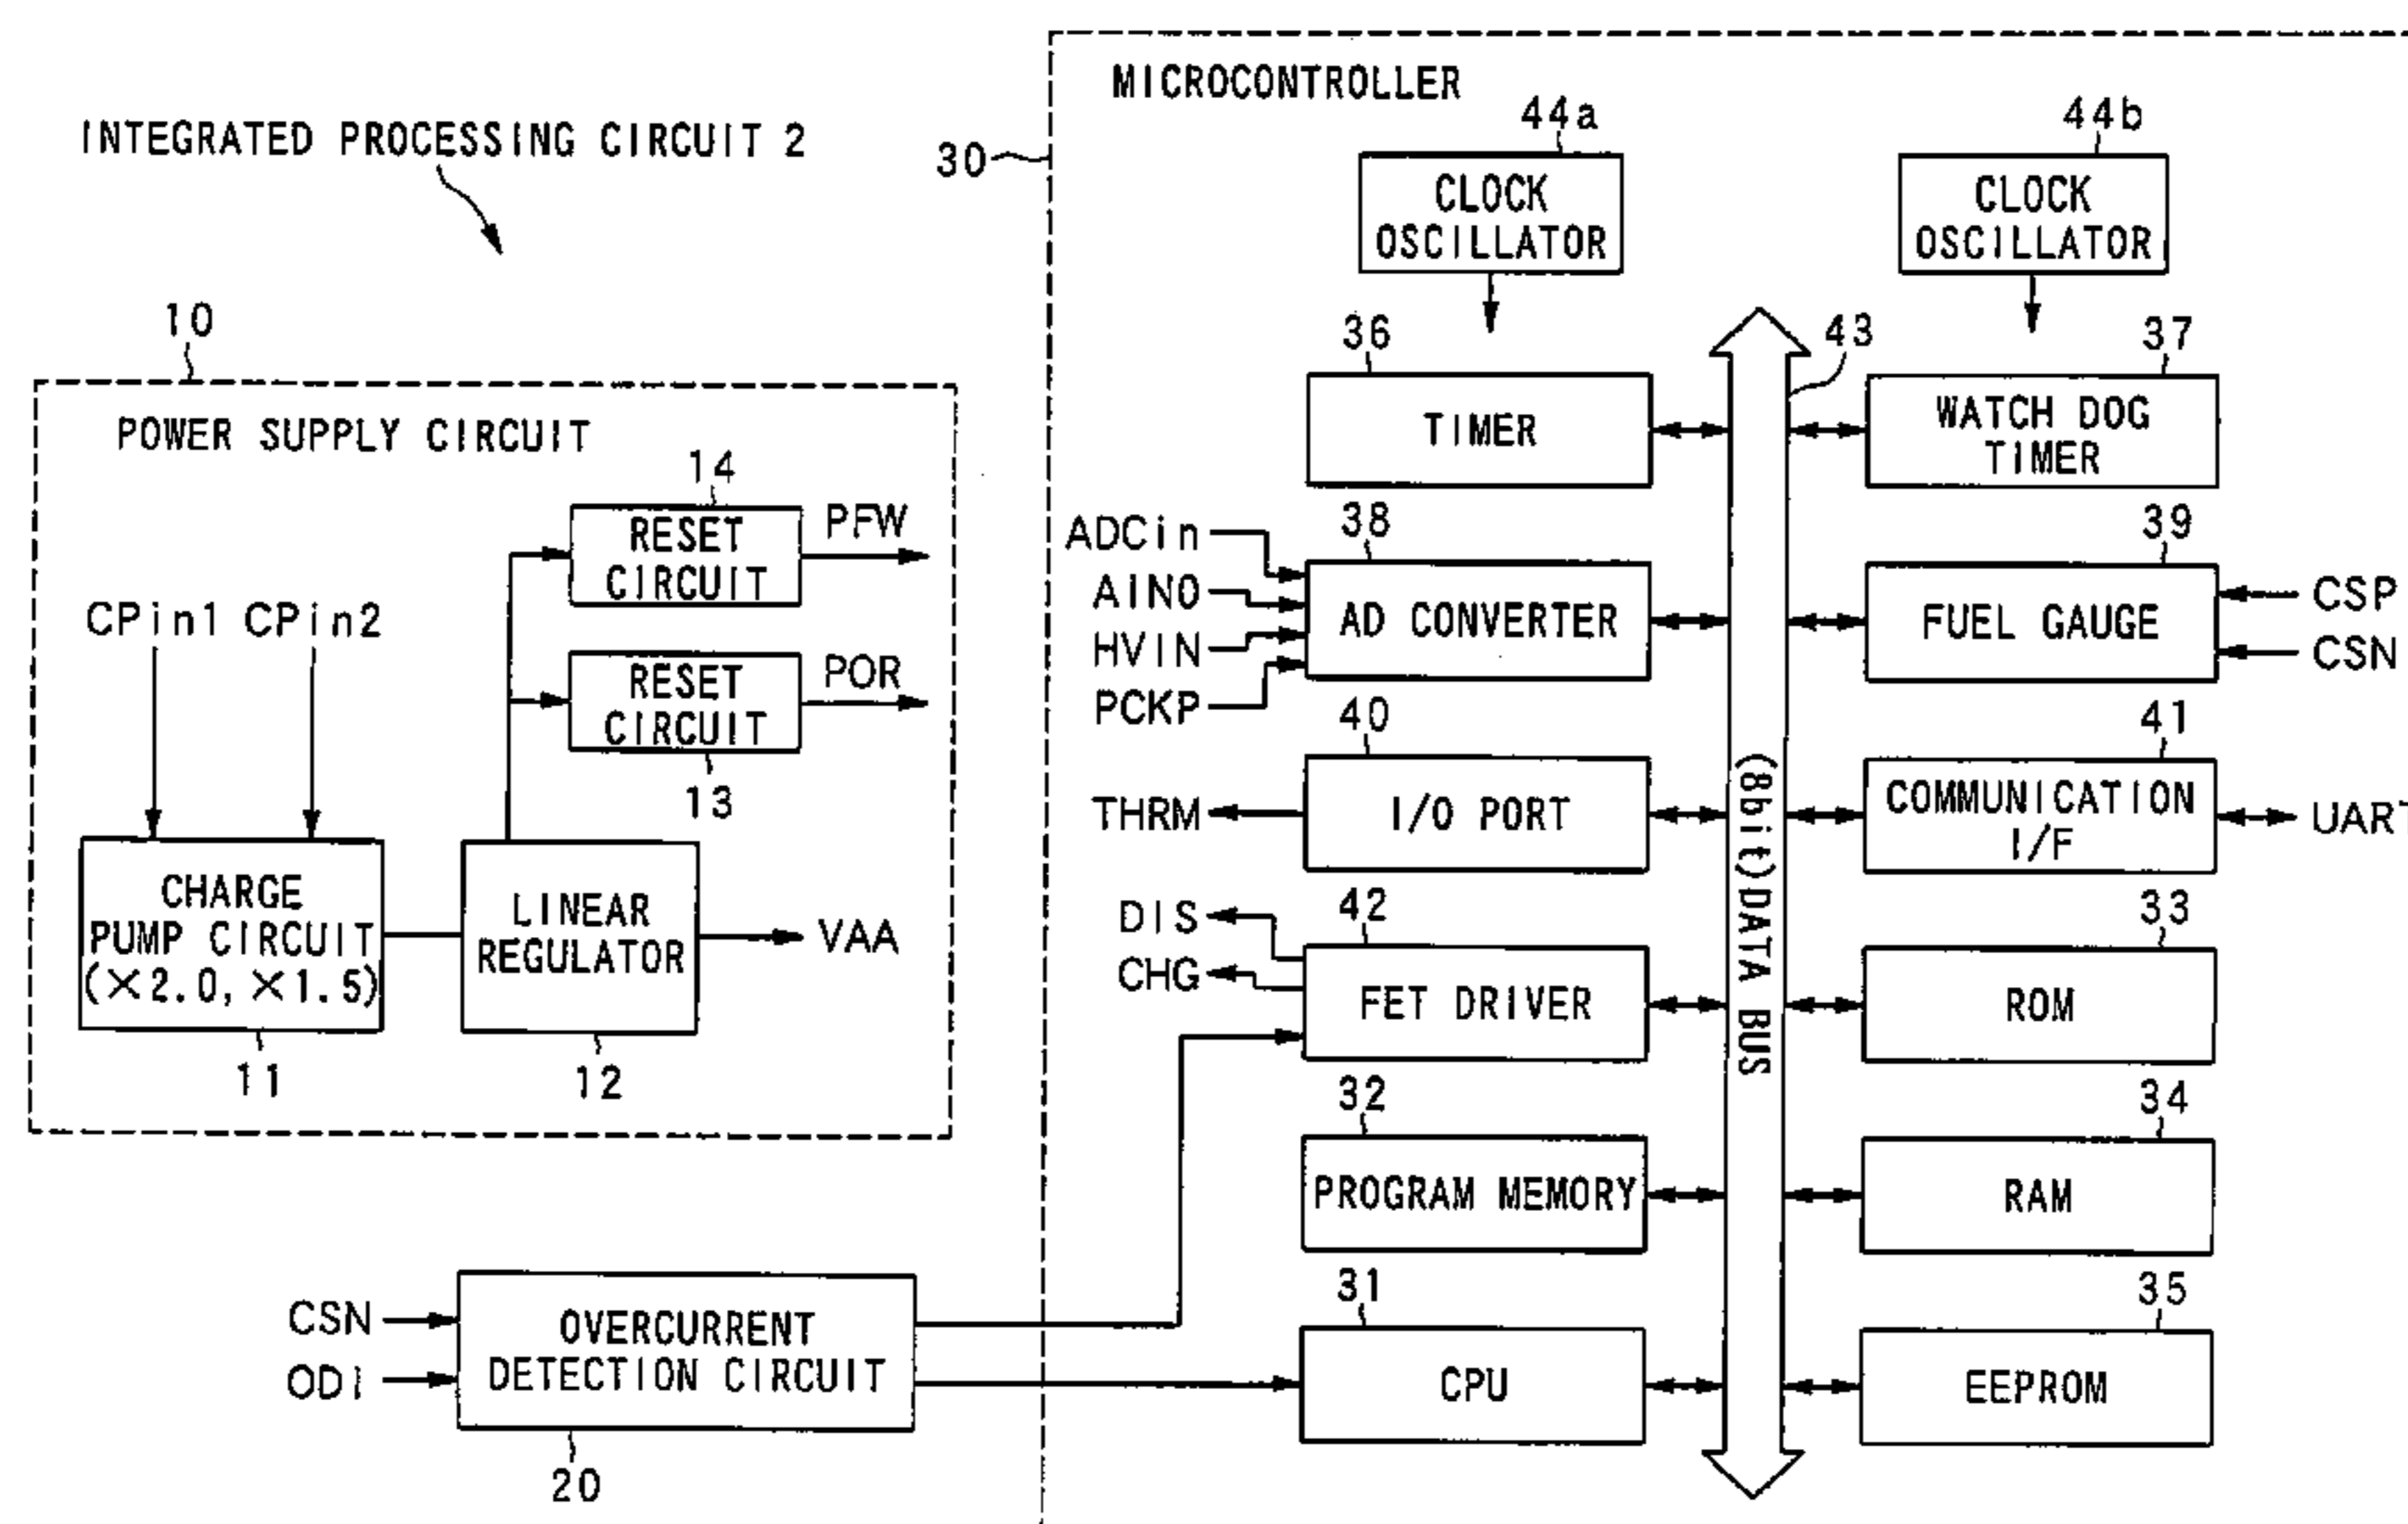 MICROCONTROLLER
INTEGRATED PROCESSING CIRCUIT 2
30
44a
44b
CLOCK
OSCILLATOR
CLOCK
OSCILLATOR
10
POWER SUPPLY CIRCUIT
14
RESET
CIRCUIT
PFW
CPin1 CPin2
RESET
CIRCUIT
POR
13
CHARGE
PUMP CIRCUIT
(×2.0, ×1.5)
11
LINEAR
REGULATOR
12
VAA
36
TIMER
43
37
WATCH DOG
TIMER
ADCin
AIN0
HVIN
PCKP
38
AD CONVERTER
39
FUEL GAUGE
CSP
CSN
40
THRM
I/O PORT
(8bit)DATA BUS
41
COMMUNICATION
I/F
UART
DIS
CHG
42
FET DRIVER
33
ROM
32
PROGRAM MEMORY
34
RAM
CSN
ODI
OVERCURRENT
DETECTION CIRCUIT
20
31
CPU
35
EEPROM